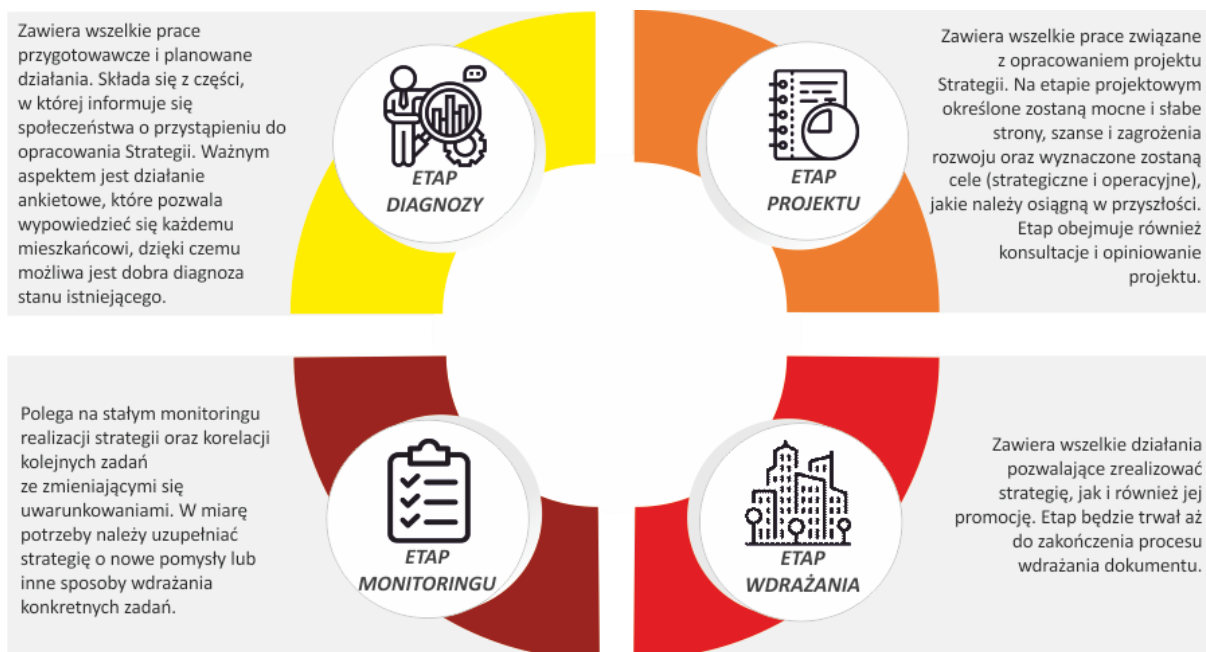 Zawiera wszelkie prace
przygotowawcze i planowane
działania. Składa się z części,
w której informuje się
społeczeństwa o przystąpieniu do
opracowania Strategii. Ważnym
aspektem jest działanie
ankietowe, które pozwala
wypowiedzieć się każdemu
mieszkańcowi, dzięki czemu
możliwa jest dobra diagnoza
stanu istniejącego.
ETAP
DIAGNOZY
ETAP
PROJEKTU
Zawiera wszelkie prace związane
z opracowaniem projektu
Strategii. Na etapie projektowym
określone zostaną mocne i słabe
strony, szanse i zagrożenia
rozwoju oraz wyznaczone zostaną
cele (strategiczne i operacyjne),
jakie należy osiągną w przyszłości.
Etap obejmuje również
konsultacje i opiniowanie
projektu.
Polega na stałym monitoringu
realizacji strategii oraz korelacji
kolejnych zadań
ze zmieniającymi się
uwarunkowaniami. W miarę
potrzeby należy uzupełniać
strategię o nowe pomysły lub
inne sposoby wdrażania
konkretnych zadań.
ETAP
MONITORINGU
ETAP
WDRAŻANIA
Zawiera wszelkie działania
pozwalające zrealizować
strategię, jak i również jej
promocję. Etap będzie trwał aż
do zakończenia procesu
wdrażania dokumentu.